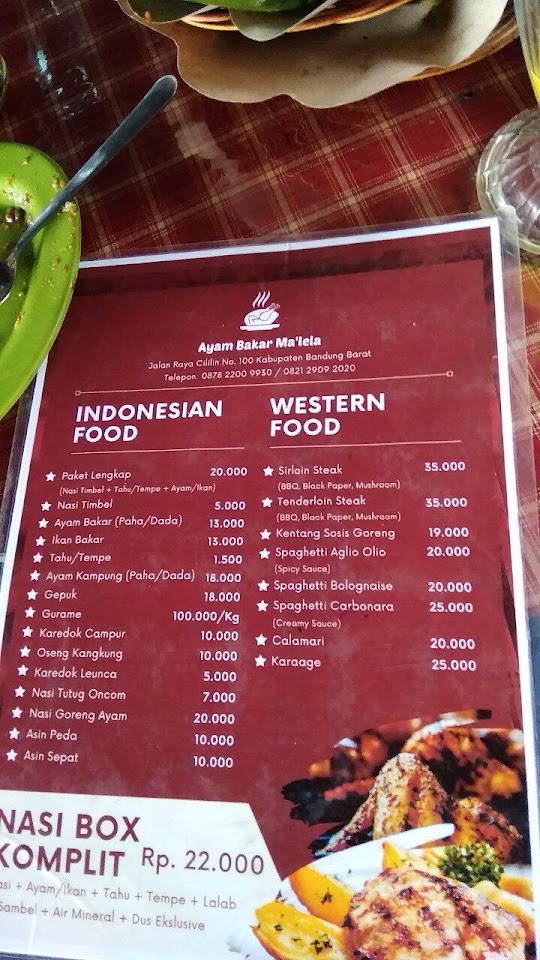 Ayam Bakar Ma'lela
Jalan Raya Cililin No. 100 Kabupaten Bandung Barat
Telepon: 0878 2200 9930 / 0821 2909 2020
INDONESIAN
FOOD
Paket Lengkap 20.000
(Nasi Timbel + Tahu/Tempe + Ayam/Ikan)
Nasi Timbel 5.000
Ayam Bakar (Paha/Dada) 13.000
Ikan Bakar 13.000
Tahu/Tempe 1.500
Ayam Kampung (Paha/Dada) 18.000
Gepuk 18.000
Gurame 100.000/Kg
Karedok Campur 10.000
Oseng Kangkung 10.000
Karedok Leunca 5.000
Nasi Tutug Oncom 7.000
Nasi Goreng Ayam 20.000
Asin Peda 10.000
Asin Sepat 10.000
WESTERN
FOOD
Sirloin Steak 35.000
(BBQ, Black Paper, Mushroom)
Tenderloin Steak 35.000
(BBQ, Black Paper, Mushroom)
Kentang Sosis Goreng 19.000
Spaghetti Aglio Olio 20.000
(Spicy Sauce)
Spaghetti Bolognaise 20.000
Spaghetti Carbonara 25.000
(Creamy Sauce)
Calamari 20.000
Karaage 25.000
NASI BOX
KOMPLIT Rp. 22.000
asi + Ayam/Ikan + Tahu + Tempe + Lalab
Sambel + Air Mineral + Dus Ekslusive